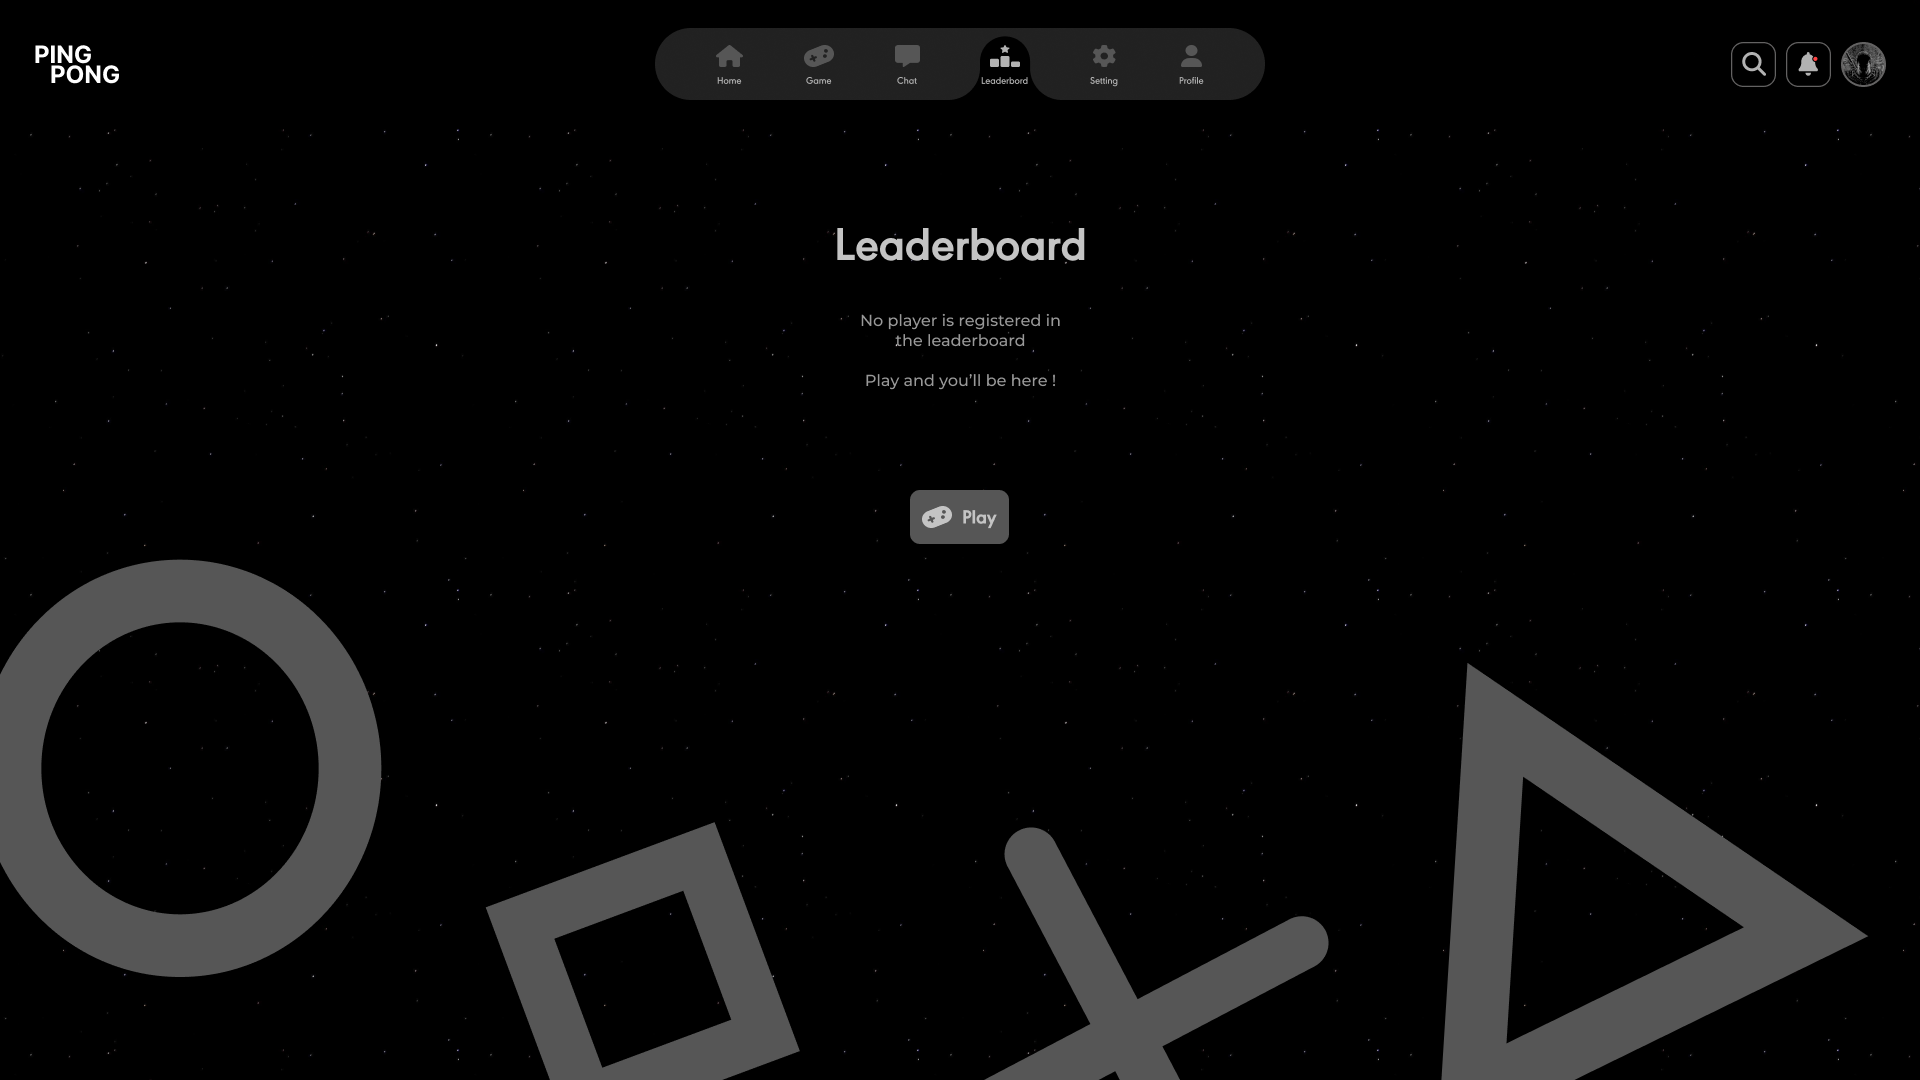 PING
PONG
Home
Game
Chat
Leaderbord
Setting
Profile
Leaderboard
No player is registered in
the leaderboard
Play and you’ll be here !
Play